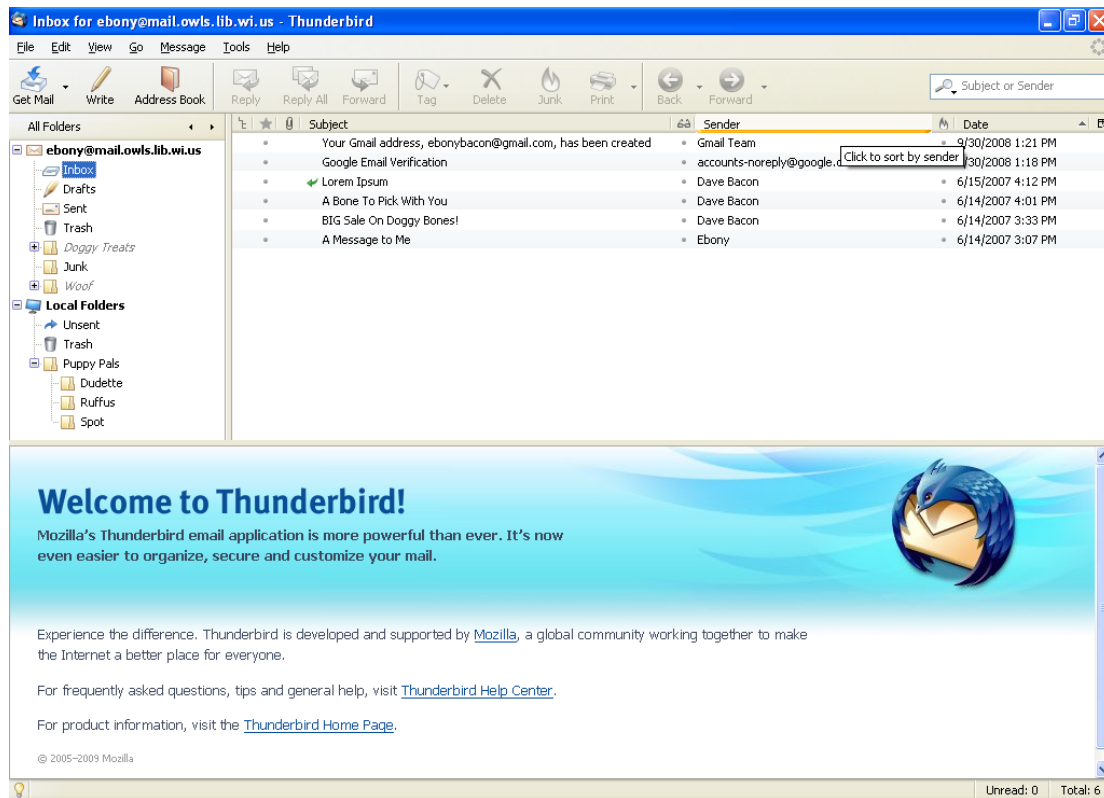 Inbox for ebony@mail.owls.lib.wi.us - Thunderbird
File Edit View Go Message Tools Help
Get Mail Write Address Book Reply Reply All Forward Tag Delete Junk Print Back Forward Subject or Sender
All Folders Subject Sender Date
ebony@mail.owls.lib.wi.us Your Gmail address, ebonybacon@gmail.com, has been created Gmail Team 9/30/2008 1:21 PM
Click to sort by sender
Inbox Google Email Verification accounts-noreply@google. /30/2008 1:18 PM
Drafts Lorem Ipsum Dave Bacon 6/15/2007 4:12 PM
Sent A Bone To Pick With You Dave Bacon 6/14/2007 4:01 PM
Trash BIG Sale On Doggy Bones! Dave Bacon 6/14/2007 3:33 PM
Doggy Treats A Message to Me Ebony 6/14/2007 3:07 PM
Junk
Woof
Local Folders
Unsent
Trash
Puppy Pals
Dudette
Ruffus
Spot
Welcome to Thunderbird!
Mozilla's Thunderbird email application is more powerful than ever. It's now
even easier to organize, secure and customize your mail.
Experience the difference. Thunderbird is developed and supported by Mozilla, a global community working together to make
the Internet a better place for everyone.
For frequently asked questions, tips and general help, visit Thunderbird Help Center.
For product information, visit the Thunderbird Home Page.
© 2005–2009 Mozilla
Unread: 0 Total: 6